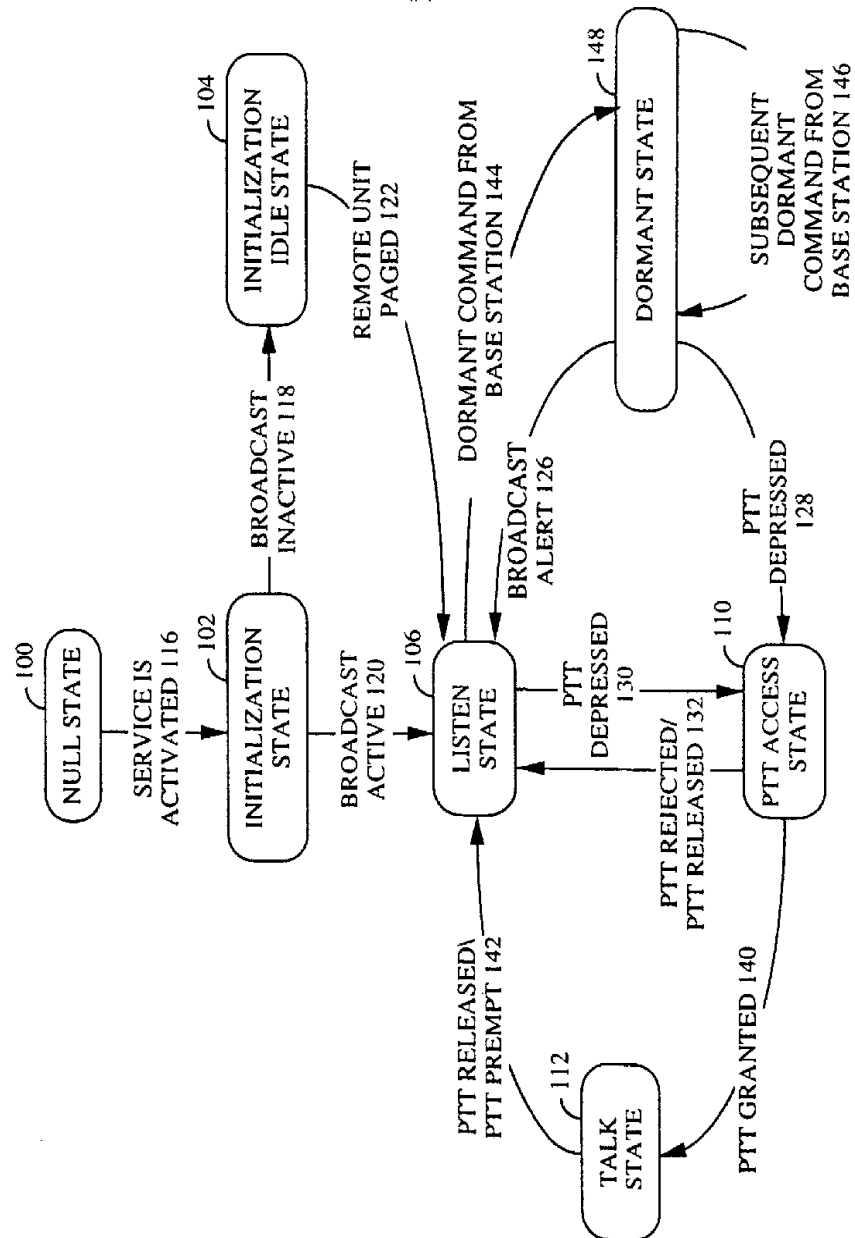 100
NULL STATE
SERVICE IS
ACTIVATED 116
102
INITIALIZATION
STATE
BROADCAST
INACTIVE 118
104
INITIALIZATION
IDLE STATE
BROADCAST
ACTIVE 120
REMOTE UNIT
PAGED 122
106
LISTEN
STATE
DORMANT COMMAND FROM
BASE STATION 144
PTT RELEASED\
PTT PREMPT 142
BROADCAST
ALERT 126
148
DORMANT STATE
PTT
DEPRESSED
130
112
TALK
STATE
PTT REJECTED/
PTT RELEASED 132
PTT
DEPRESSED
128
SUBSEQUENT
DORMANT
COMMAND FROM
BASE STATION 146
110
PTT ACCESS
STATE
PTT GRANTED 140